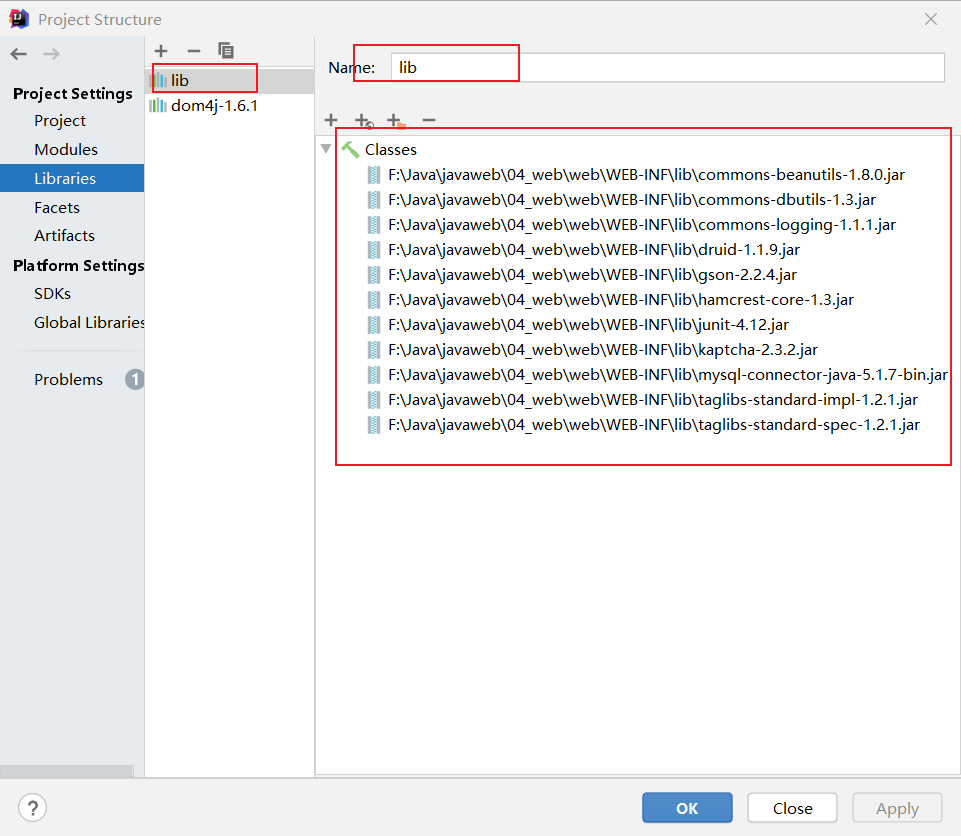 Project Structure
Project Settings
Project
Modules
Libraries
Facets
Artifacts
Platform Settings
SDKs
Global Libraries
Problems
1
lib
dom4j-1.6.1
Name:
lib
Classes
F:\Java\javaweb\04_web\web\WEB-INF\lib\commons-beanutils-1.8.0.jar
F:\Java\javaweb\04_web\web\WEB-INF\lib\commons-dbutils-1.3.jar
F:\Java\javaweb\04_web\web\WEB-INF\lib\commons-logging-1.1.1.jar
F:\Java\javaweb\04_web\web\WEB-INF\lib\druid-1.1.9.jar
F:\Java\javaweb\04_web\web\WEB-INF\lib\gson-2.2.4.jar
F:\Java\javaweb\04_web\web\WEB-INF\lib\hamcrest-core-1.3.jar
F:\Java\javaweb\04_web\web\WEB-INF\lib\junit-4.12.jar
F:\Java\javaweb\04_web\web\WEB-INF\lib\kaptcha-2.3.2.jar
F:\Java\javaweb\04_web\web\WEB-INF\lib\mysql-connector-java-5.1.7-bin.jar
F:\Java\javaweb\04_web\web\WEB-INF\lib\taglibs-standard-impl-1.2.1.jar
F:\Java\javaweb\04_web\web\WEB-INF\lib\taglibs-standard-spec-1.2.1.jar
?
OK
Close
Apply